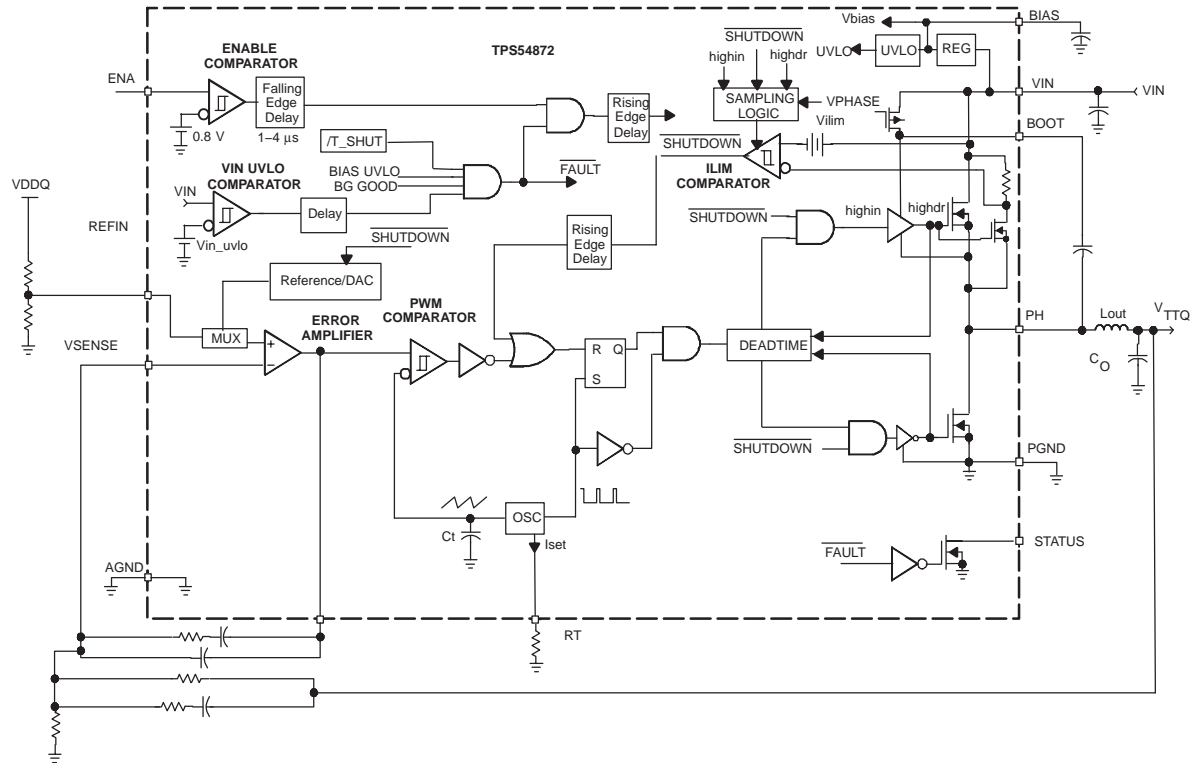 Vbias
BIAS
SHUTDOWN
ENABLE
COMPARATOR
TPS54872
highin
highdr
UVLO
UVLO
REG
ENA
Falling
Edge
Delay
VIN
VIN
SAMPLING
LOGIC
VPHASE
Rising
Edge
Delay
0.8 V
1–4 µs
Vilim
BOOT
/T_SHUT
SHUTDOWN
VIN UVLO
COMPARATOR
BIAS UVLO
BG GOOD
FAULT
ILIM
COMPARATOR
VDDQ
VIN
Delay
REFIN
Vin_uvlo
SHUTDOWN
SHUTDOWN
highin
highdr
Rising
Edge
Delay
Reference/DAC
PWM
COMPARATOR
ERROR
AMPLIFIER
MUX
PH
Lout
VTTQ
VSENSE
+
−
R Q
S
DEADTIME
CO
SHUTDOWN
PGND
OSC
Ct
Iset
FAULT
STATUS
AGND
RT